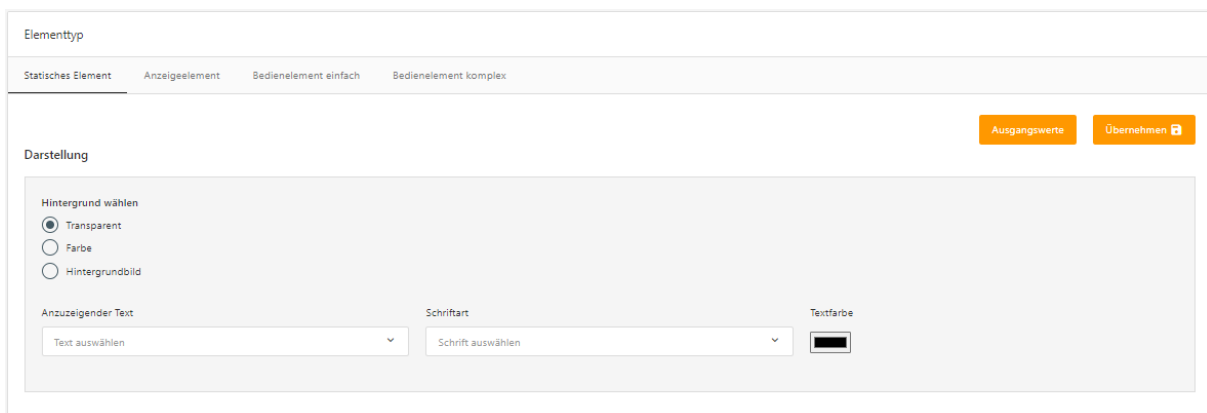 Elementtyp
Statisches Element Anzeigeelement Bedienelement einfach Bedienelement komplex
Ausgangswerte Übernehmen
Darstellung
Hintergrund wählen
Transparent
Farbe
Hintergrundbild
Anzuzeigender Text Schriftart Textfarbe
Text auswählen Schrift auswählen